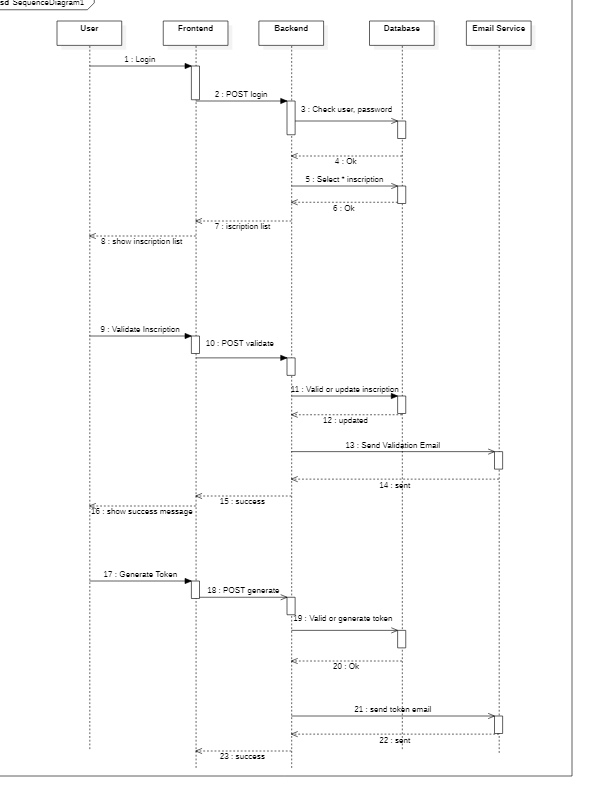 sd SequenceDiagram1
User Frontend Backend Database Email Service
1 : Login
2 : POST login
3 : Check user, password
4 : Ok
5 : Select * inscription
6 : Ok
7 : iscription list
8 : show inscription list
9 : Validate Inscription
10 : POST validate
11 : Valid or update inscription
12 : updated
13 : Send Validation Email
14 : sent
15 : success
16 : show success message
17 : Generate Token
18 : POST generate
19 : Valid or generate token
20 : Ok
21 : send token email
22 : sent
23 : success